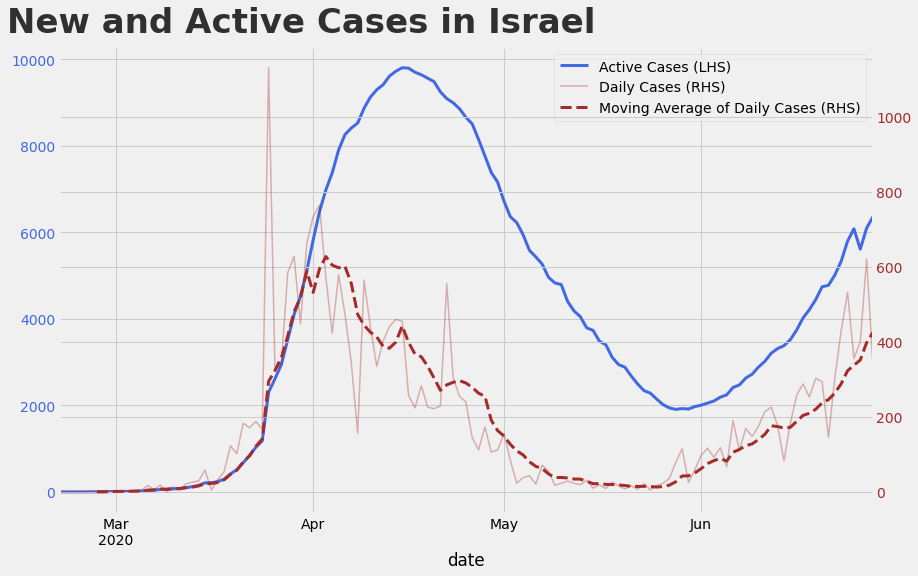 New and Active Cases in Israel
Active Cases (LHS)
Daily Cases (RHS)
Moving Average of Daily Cases (RHS)
10000
8000
6000
4000
2000
0
1000
800
600
400
200
0
Mar
2020
Apr
May
Jun
date